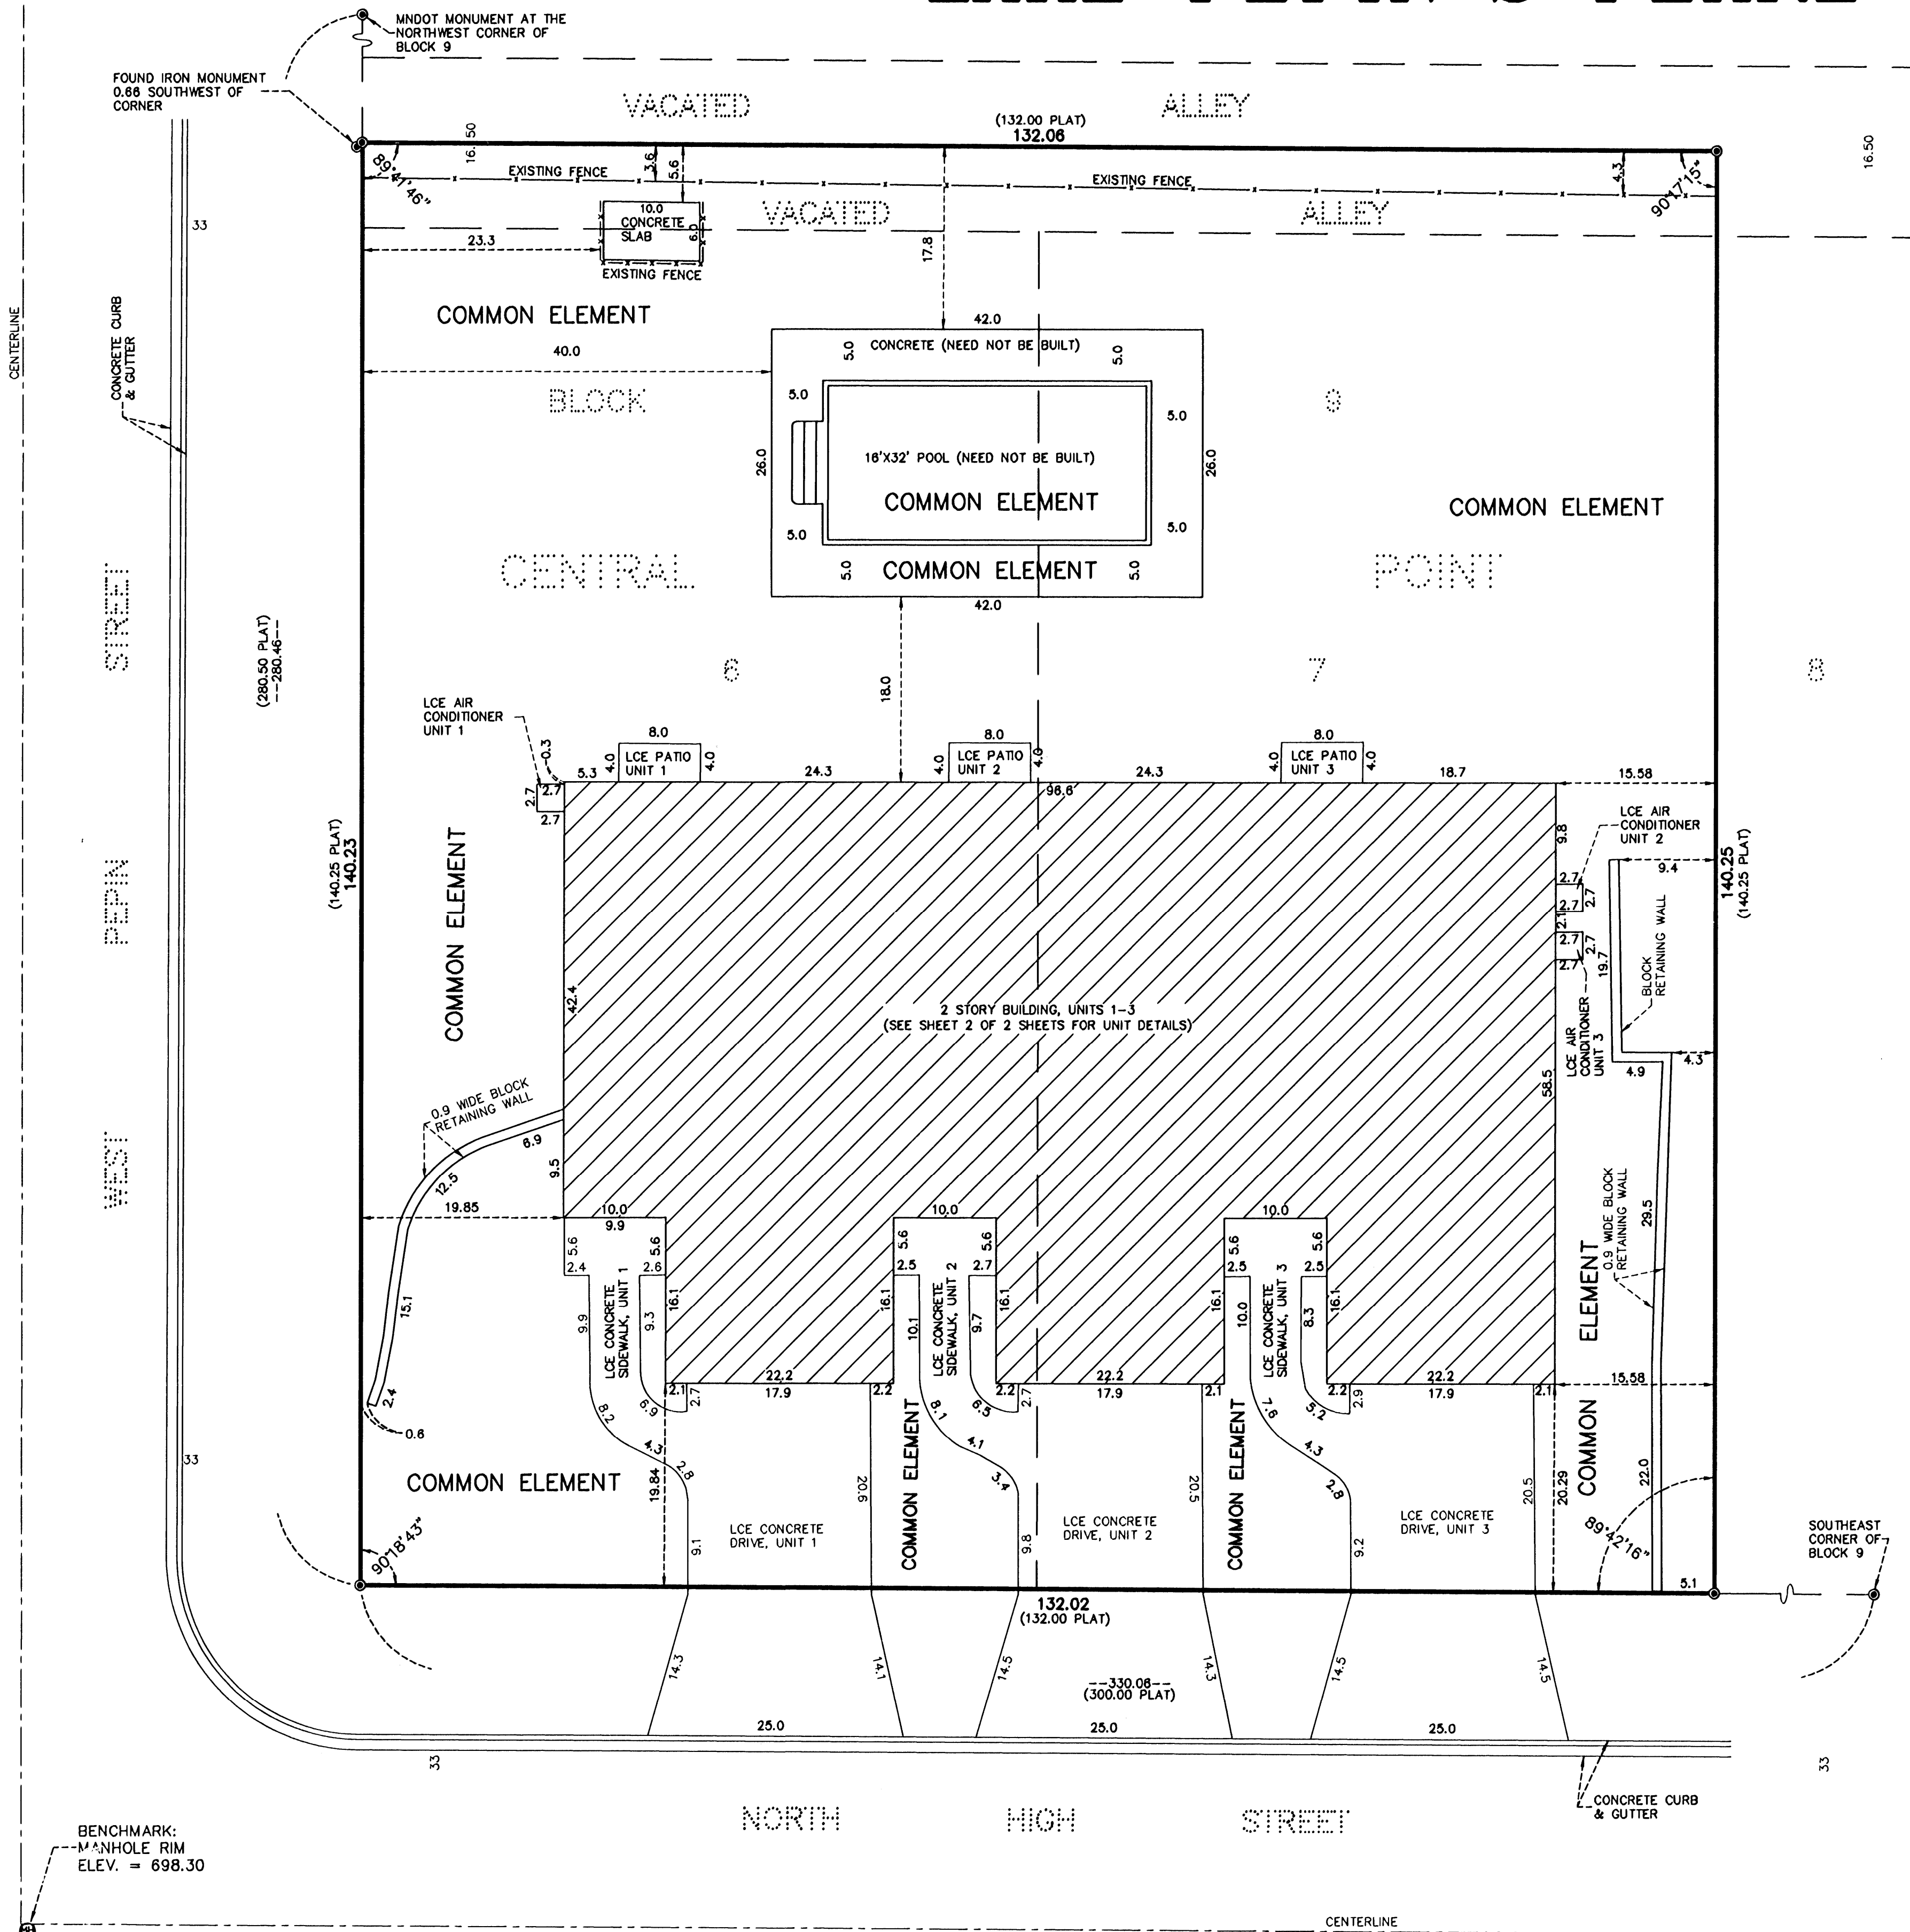 MNDOT MONUMENT AT THE
NORTHWEST CORNER OF
BLOCK 9
FOUND IRON MONUMENT
0.66 SOUTHWEST OF
CORNER
VACATED ALLEY
(132.00 PLAT)
132.06
16.50
16.50
89°41'46"
90°17'15"
EXISTING FENCE
3.6
5.6
EXISTING FENCE
4.3
33
10.0
CONCRETE
SLAB
6.0
VACATED ALLEY
23.3
EXISTING FENCE
17.8
CENTERLINE
CONCRETE CURB
& GUTTER
COMMON ELEMENT
42.0
40.0
5.0
CONCRETE (NEED NOT BE BUILT)
5.0
BLOCK 9
5.0
5.0
26.0
16'X32' POOL (NEED NOT BE BUILT)
26.0
COMMON ELEMENT
COMMON ELEMENT
5.0
5.0
5.0
COMMON ELEMENT
5.0
CENTRAL POINT
42.0
WEST PEPIN STREET
(280.50 PLAT)
--280.46--
6
7
8
18.0
LCE AIR
CONDITIONER
UNIT 1
0.3
8.0
8.0
8.0
4.0
LCE PATIO
UNIT 1
4.0
4.0
LCE PATIO
UNIT 2
4.0
4.0
LCE PATIO
UNIT 3
4.0
5.3
24.3
24.3
18.7
15.58
96.6
2.7
2.7
2.7
LCE AIR
CONDITIONER
UNIT 2
9.8
9.4
(140.25 PLAT)
140.23
140.25
(140.25 PLAT)
COMMON ELEMENT
2.7
2.7
2.7
2.1
2.7
2.7
2.7
19.7
BLOCK
RETAINING WALL
42.4
2 STORY BUILDING, UNITS 1-3
(SEE SHEET 2 OF 2 SHEETS FOR UNIT DETAILS)
LCE AIR
CONDITIONER
UNIT 3
4.3
4.9
58.5
0.9 WIDE BLOCK
RETAINING WALL
6.9
9.5
12.5
19.85
10.0
9.9
10.0
10.0
0.9 WIDE BLOCK
RETAINING WALL
29.5
5.6
5.6
5.6
5.6
5.6
5.6
2.4
2.6
2.5
2.7
2.5
2.5
15.1
9.9
LCE CONCRETE
SIDEWALK, UNIT 1
9.3
16.1
16.1
10.1
LCE CONCRETE
SIDEWALK, UNIT 2
9.7
16.1
16.1
10.0
LCE CONCRETE
SIDEWALK, UNIT 3
8.3
16.1
COMMON ELEMENT
22.2
22.2
22.2
2.4
2.1
2.7
17.9
2.2
2.2
2.7
17.9
2.1
2.2
2.9
17.9
2.1
15.58
0.6
8.2
6.9
8.1
6.5
7.6
5.2
4.3
2.8
4.1
3.4
4.3
2.8
33
COMMON ELEMENT
19.84
20.6
COMMON ELEMENT
20.5
COMMON ELEMENT
20.5
20.29
22.0
LCE CONCRETE
DRIVE, UNIT 1
LCE CONCRETE
DRIVE, UNIT 2
LCE CONCRETE
DRIVE, UNIT 3
9.1
9.8
9.2
90°18'43"
89°42'16"
SOUTHEAST
CORNER OF
BLOCK 9
5.1
132.02
(132.00 PLAT)
14.3
14.1
14.5
14.3
14.5
14.5
--330.06--
(300.00 PLAT)
25.0
25.0
25.0
33
33
CONCRETE CURB
& GUTTER
NORTH HIGH STREET
BENCHMARK:
MANHOLE RIM
ELEV. = 698.30
CENTERLINE